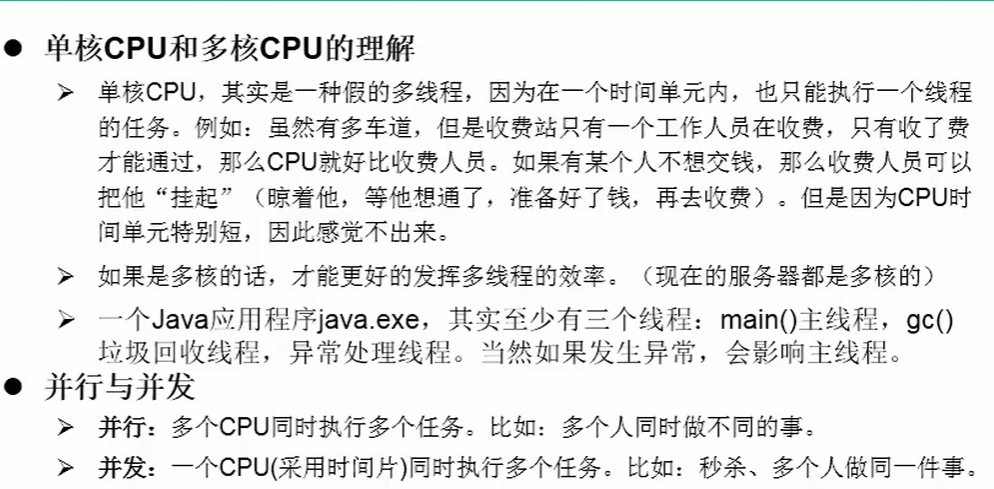 ● 单核CPU和多核CPU的理解
➢ 单核CPU，其实是一种假的多线程，因为在一个时间单元内，也只能执行一个线程
的任务。例如：虽然有多车道，但是收费站只有一个工作人员在收费，只有收了费
才能通过，那么CPU就好比收费人员。如果有某个人不想交钱，那么收费人员可以
把他“挂起”（晾着他，等他想通了，准备好了钱，再去收费）。但是因为CPU时
间单元特别短，因此感觉不出来。
➢ 如果是多核的话，才能更好的发挥多线程的效率。（现在的服务器都是多核的）
➢ 一个Java应用程序java.exe，其实至少有三个线程：main()主线程，gc()
垃圾回收线程，异常处理线程。当然如果发生异常，会影响主线程。
● 并行与并发
➢ 并行：多个CPU同时执行多个任务。比如：多个人同时做不同的事。
➢ 并发：一个CPU(采用时间片)同时执行多个任务。比如：秒杀、多个人做同一件事。